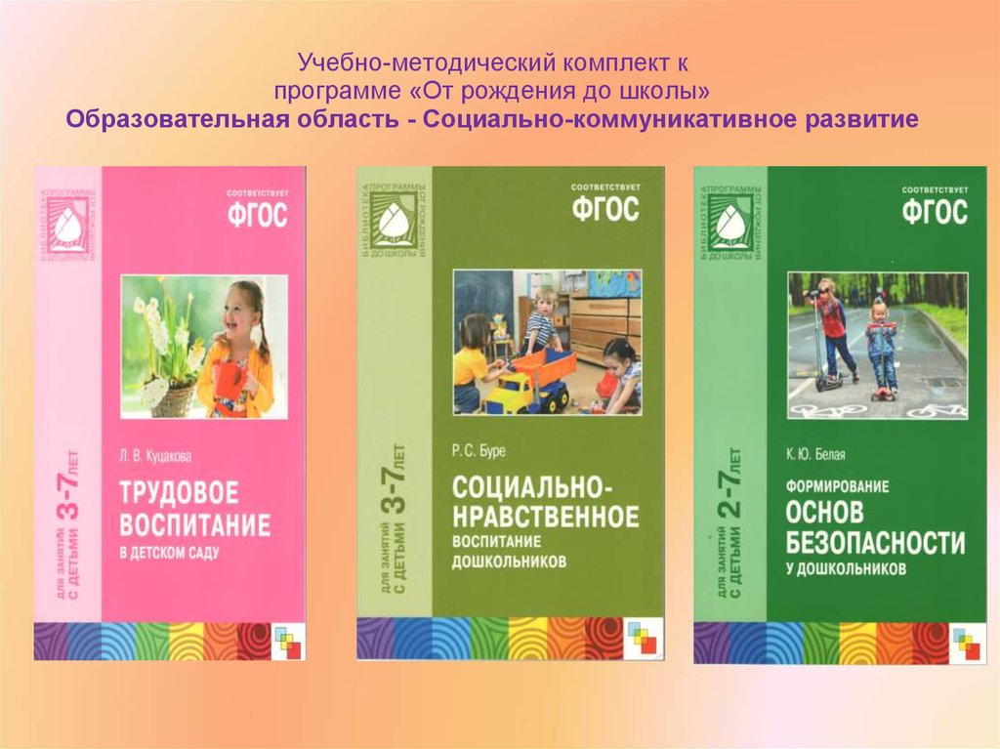 Учебно-методический комплект к
программе «От рождения до школы»
Образовательная область - Социально-коммуникативное развитие
БИБЛИОТЕКА ПРОГРАММЫ ОТ РОЖДЕНИЯ ДО ШКОЛЫ
СООТВЕТСТВУЕТ
ФГОС
Л. В. Куцакова
ТРУДОВОЕ
ВОСПИТАНИЕ
В ДЕТСКОМ САДУ
ДЛЯ ЗАНЯТИЙ
С ДЕТЬМИ 3-7 ЛЕТ
БИБЛИОТЕКА ПРОГРАММЫ ОТ РОЖДЕНИЯ ДО ШКОЛЫ
СООТВЕТСТВУЕТ
ФГОС
Р. С. Буре
СОЦИАЛЬНО-
НРАВСТВЕННОЕ
ВОСПИТАНИЕ
ДОШКОЛЬНИКОВ
ДЛЯ ЗАНЯТИЙ
С ДЕТЬМИ 3-7 ЛЕТ
БИБЛИОТЕКА ПРОГРАММЫ ОТ РОЖДЕНИЯ ДО ШКОЛЫ
СООТВЕТСТВУЕТ
ФГОС
К. Ю. Белая
ФОРМИРОВАНИЕ
ОСНОВ
БЕЗОПАСНОСТИ
У ДОШКОЛЬНИКОВ
ДЛЯ ЗАНЯТИЙ
С ДЕТЬМИ 2-7 ЛЕТ